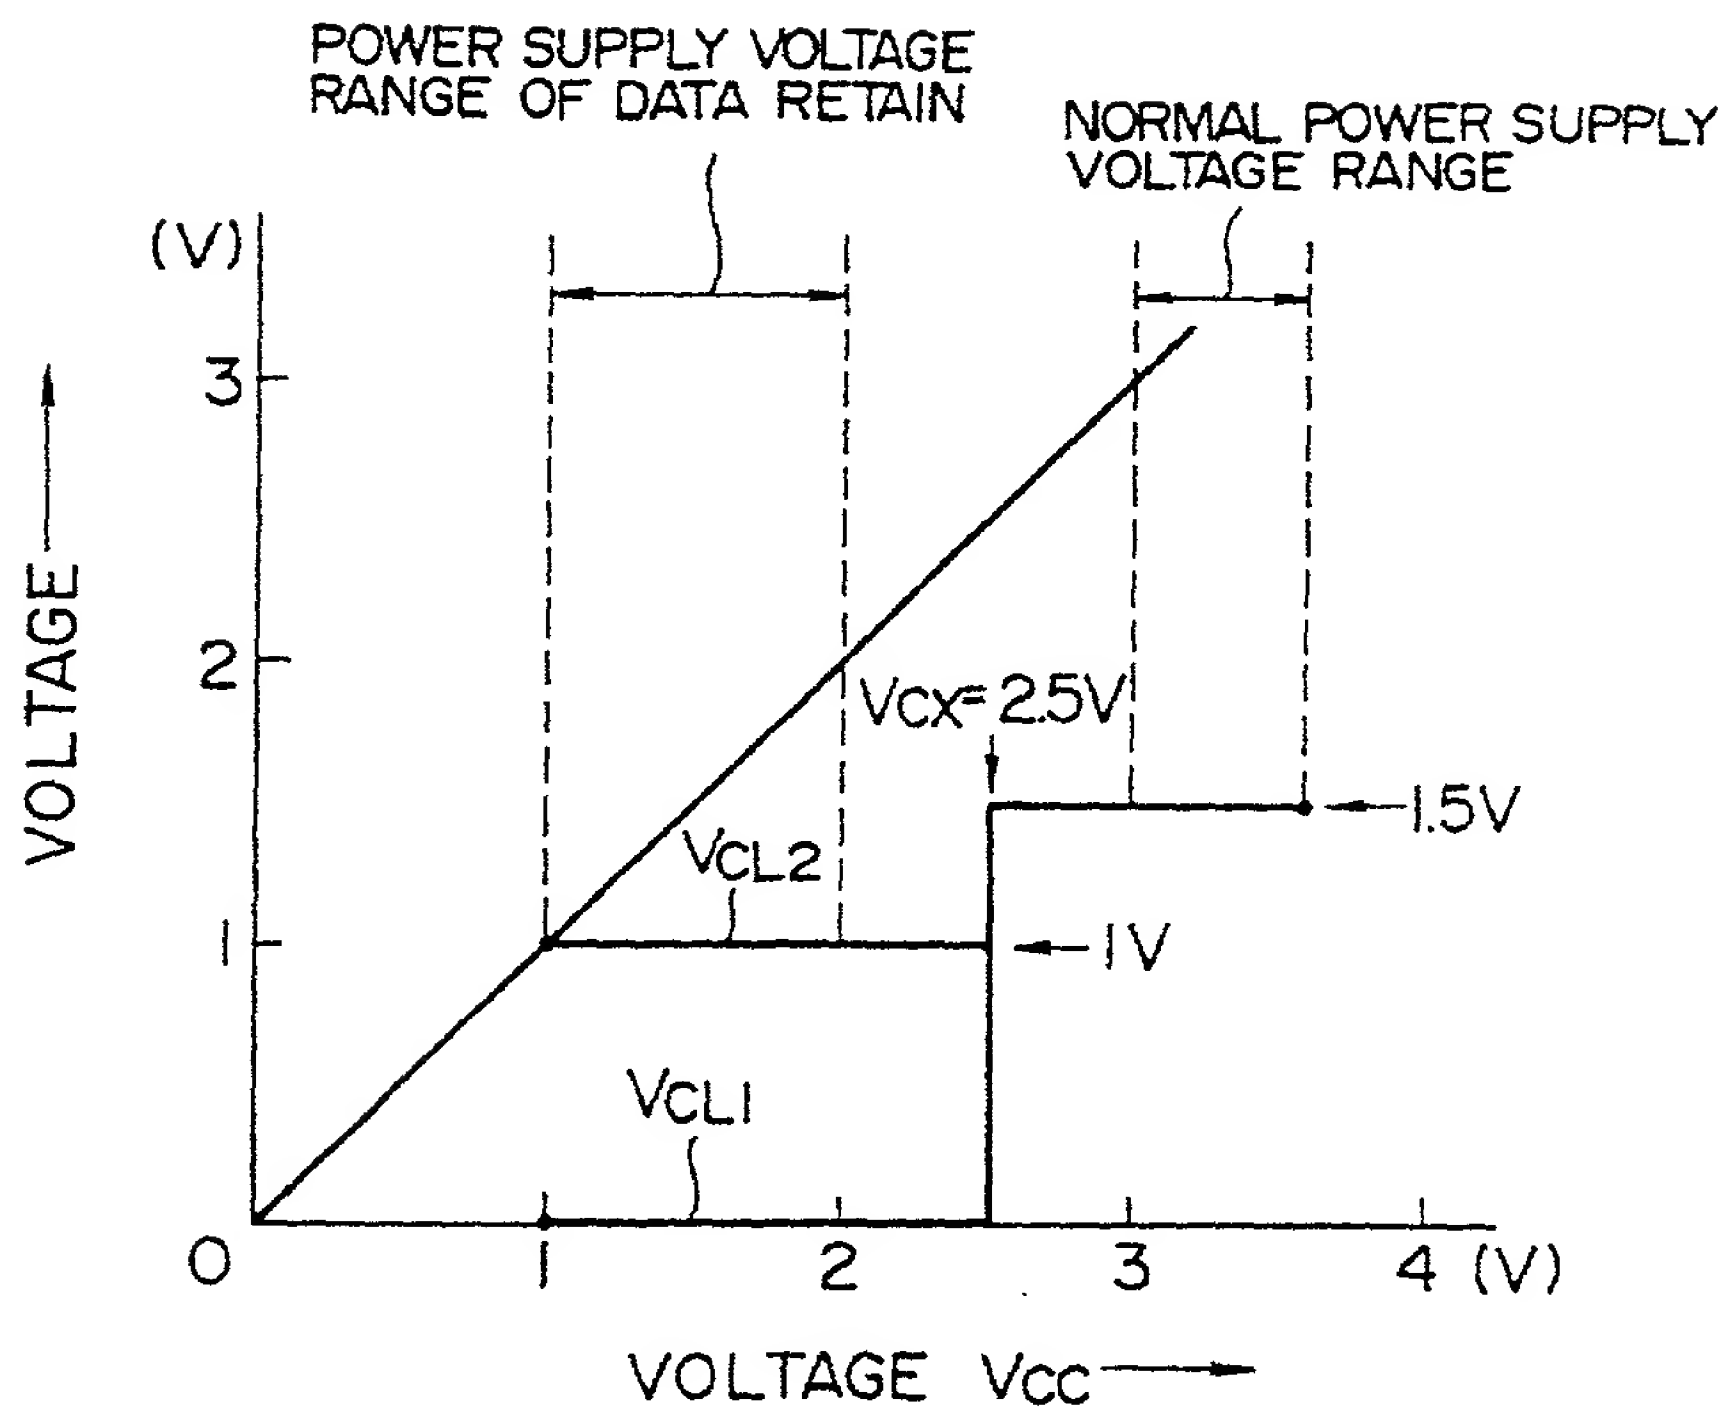 POWER SUPPLY VOLTAGE
RANGE OF DATA RETAIN
NORMAL POWER SUPPLY
VOLTAGE RANGE
(V)
3
2
1
0
VOLTAGE
VCX=2.5V
1.5V
VCL2
1V
VCL1
1
2
3
4
(V)
VOLTAGE VCC